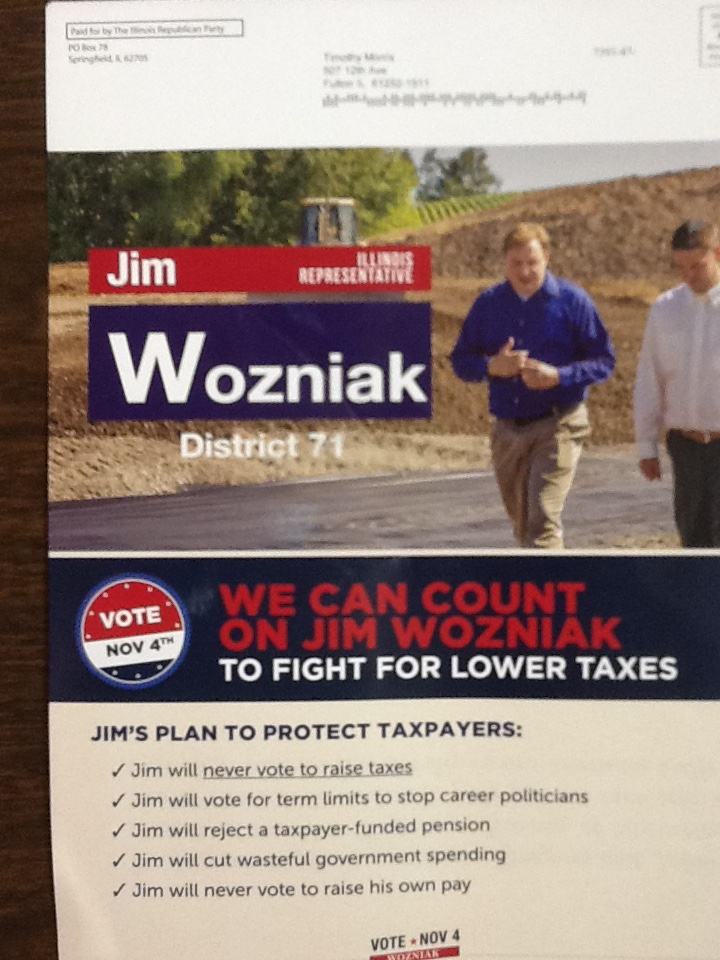 Paid for by The Illinois Republican Party
PO Box 78
Springfield, IL 62705
Timothy Morris
507 12th Ave
Fulton IL 61252-1511
Jim
ILLINOIS
REPRESENTATIVE
Wozniak
District 71
VOTE
NOV 4TH
WE CAN COUNT
ON JIM WOZNIAK
TO FIGHT FOR LOWER TAXES
JIM'S PLAN TO PROTECT TAXPAYERS:
✓ Jim will never vote to raise taxes
✓ Jim will vote for term limits to stop career politicians
✓ Jim will reject a taxpayer-funded pension
✓ Jim will cut wasteful government spending
✓ Jim will never vote to raise his own pay
VOTE ★ NOV 4
WOZNIAK